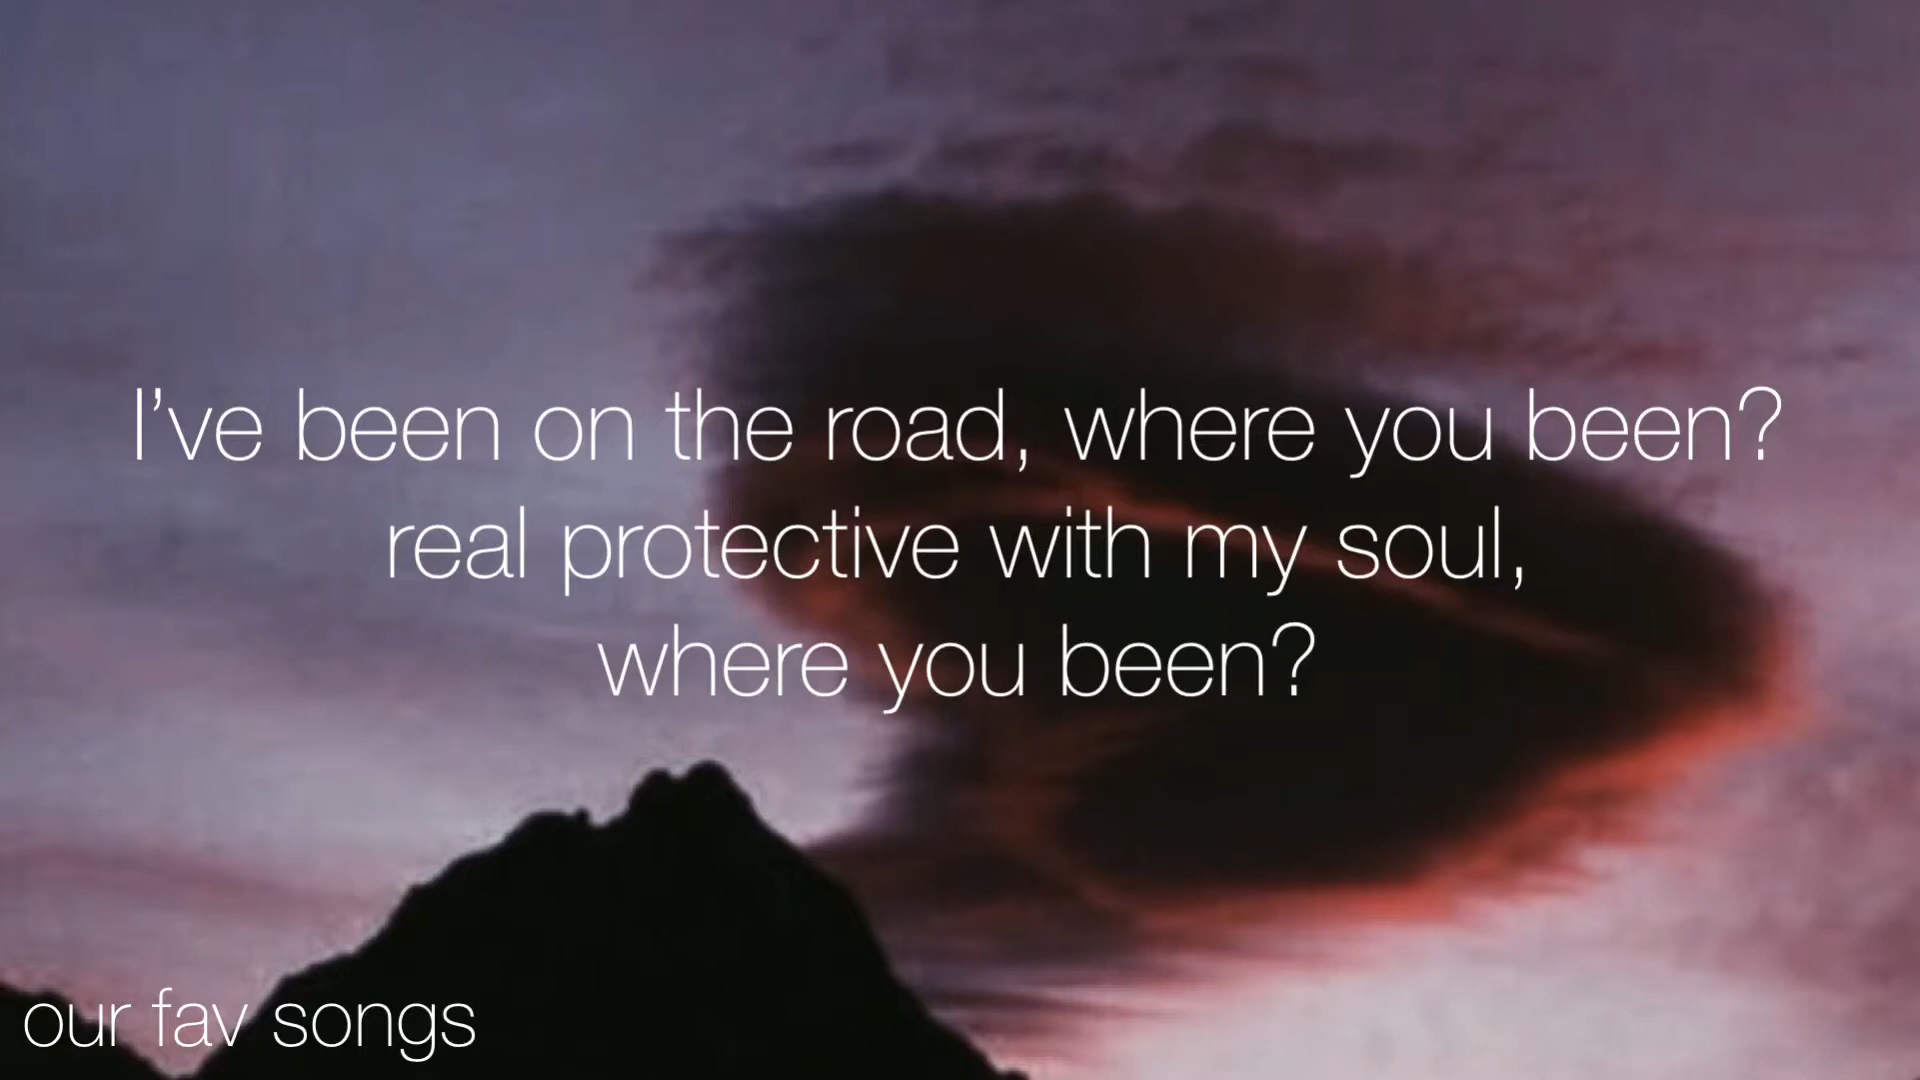 I’ve been on the road, where you been?
real protective with my soul,
where you been?
our fav songs